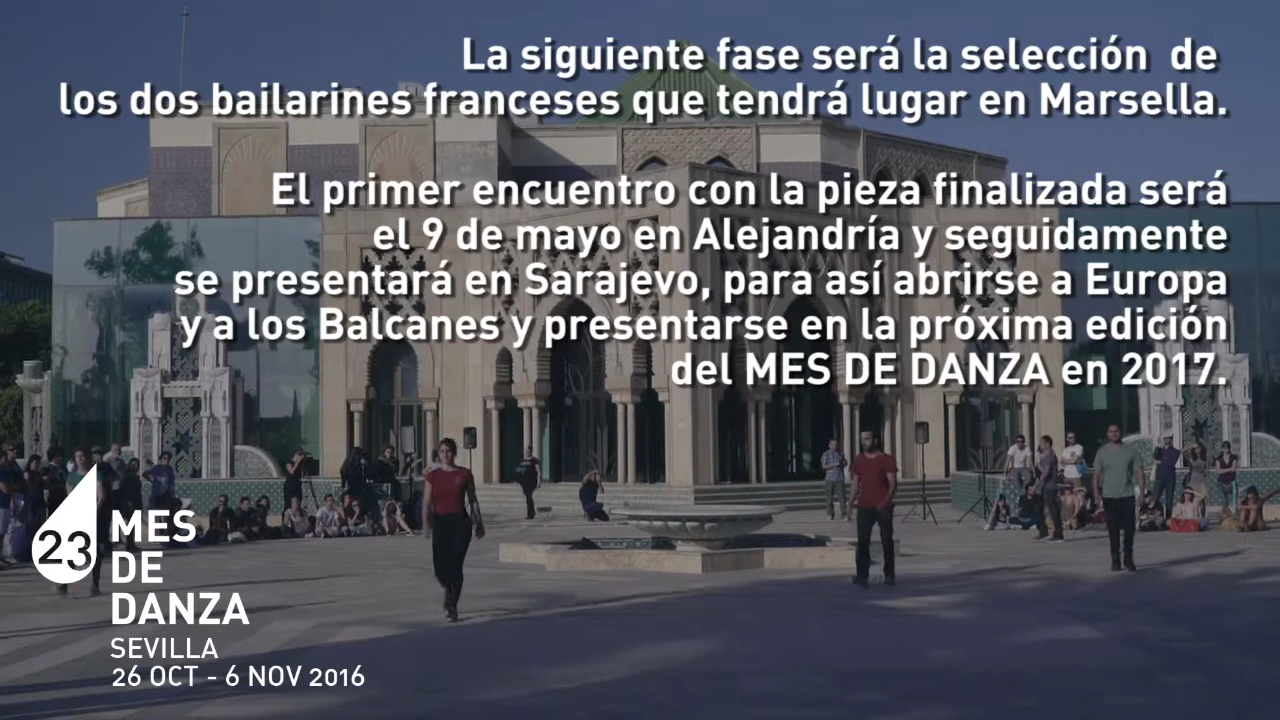 La siguiente fase será la selección de
los dos bailarines franceses que tendrá lugar en Marsella.
El primer encuentro con la pieza finalizada será
el 9 de mayo en Alejandría y seguidamente
se presentará en Sarajevo, para así abrirse a Europa
y a los Balcanes y presentarse en la próxima edición
del MES DE DANZA en 2017.
23
MES
DE
DANZA
SEVILLA
26 OCT - 6 NOV 2016